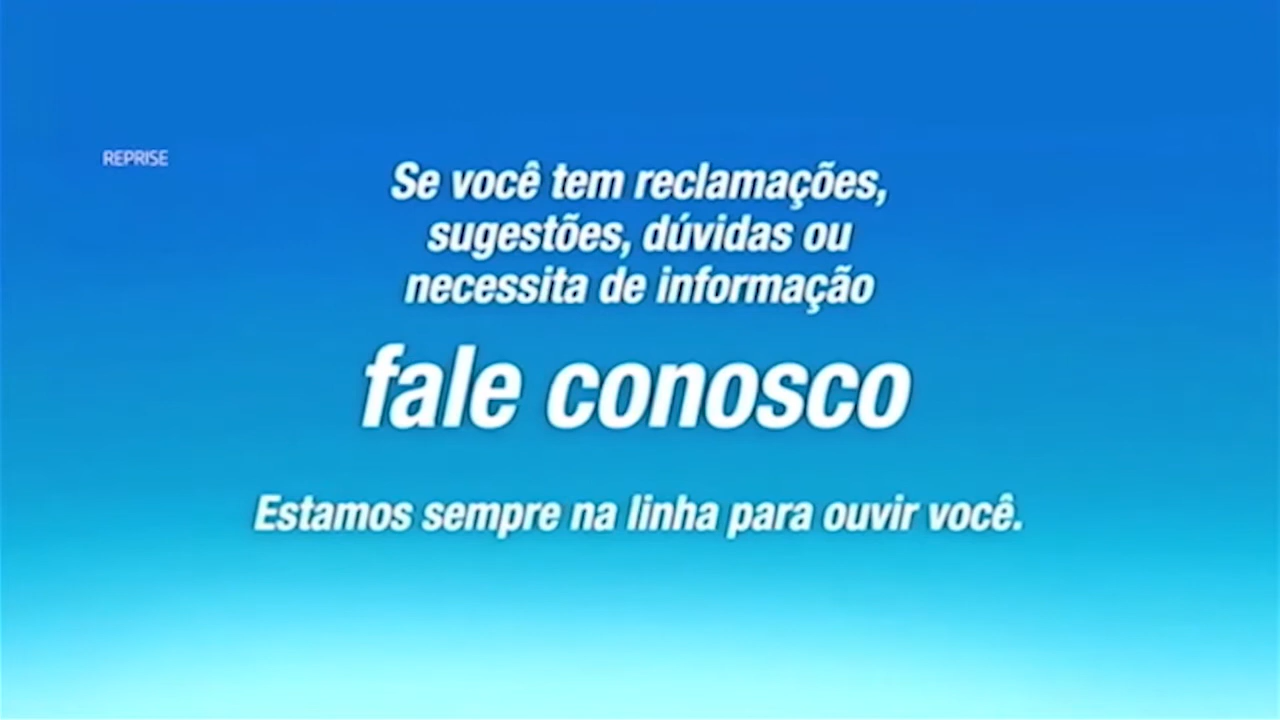 REPRISE
Se você tem reclamações,
sugestões, dúvidas ou
necessita de informação
fale conosco
Estamos sempre na linha para ouvir você.